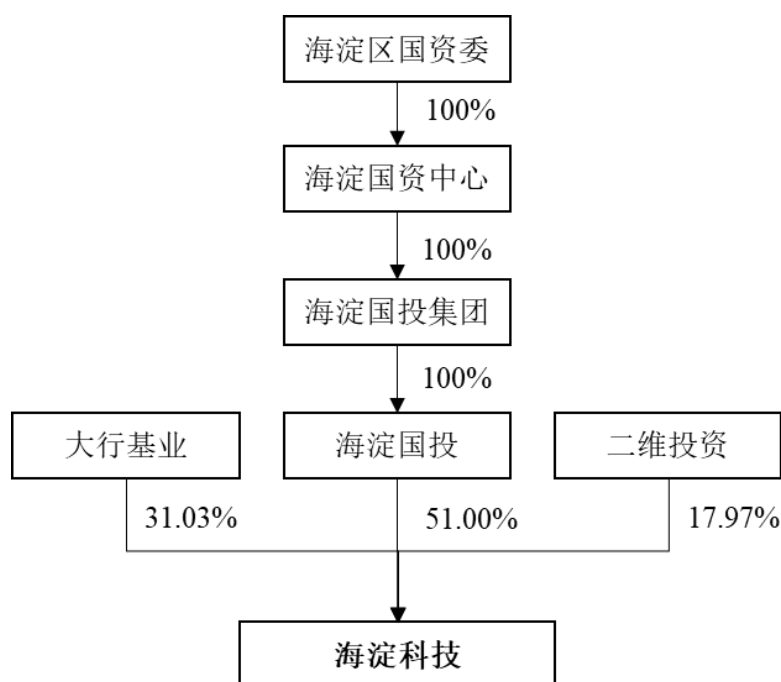 海淀区国资委
100%
海淀国资中心
100%
海淀国投集团
100%
大行基业
海淀国投
二维投资
31.03%
51.00%
17.97%
海淀科技